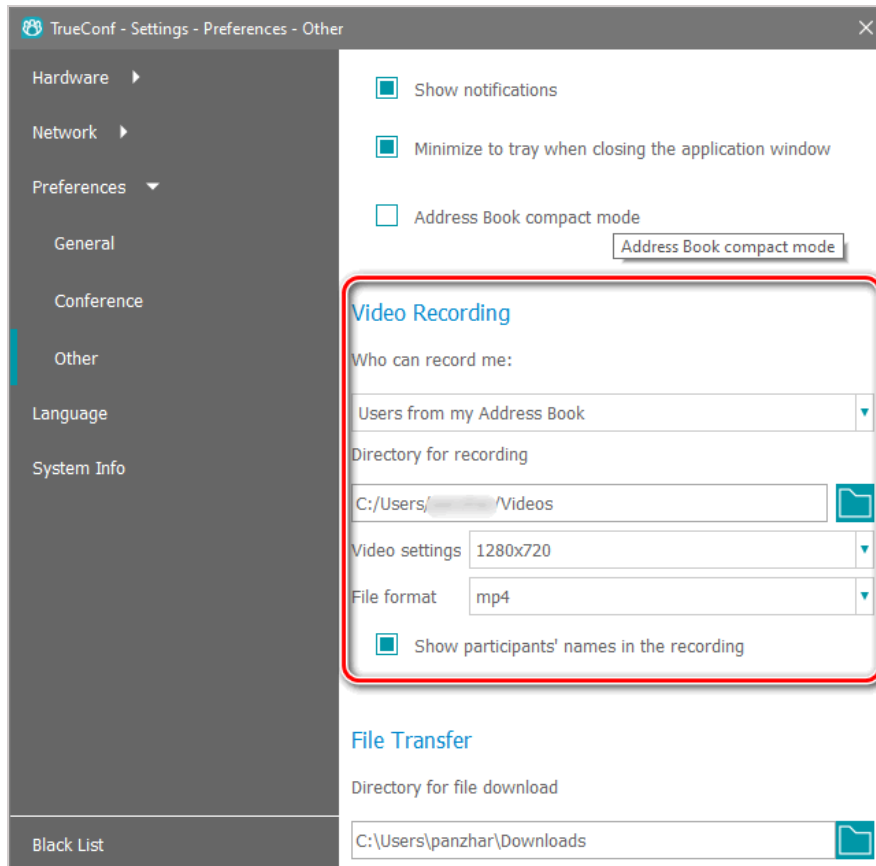 TrueConf - Settings - Preferences - Other
Hardware
Network
Preferences
General
Conference
Other
Language
System Info
Black List
Show notifications
Minimize to tray when closing the application window
Address Book compact mode
Address Book compact mode
Video Recording
Who can record me:
Users from my Address Book
Directory for recording
C:/Users/ /Videos
Video settings 1280x720
File format mp4
Show participants' names in the recording
File Transfer
Directory for file download
C:\Users\panzhar\Downloads